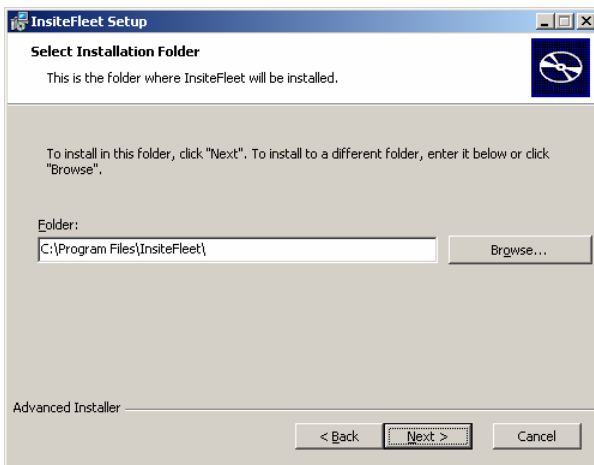 InsiteFleet Setup
Select Installation Folder
This is the folder where InsiteFleet will be installed.
To install in this folder, click "Next". To install to a different folder, enter it below or click
"Browse".
Folder:
C:\Program Files\InsiteFleet\
Browse...
Advanced Installer
< Back
Next >
Cancel